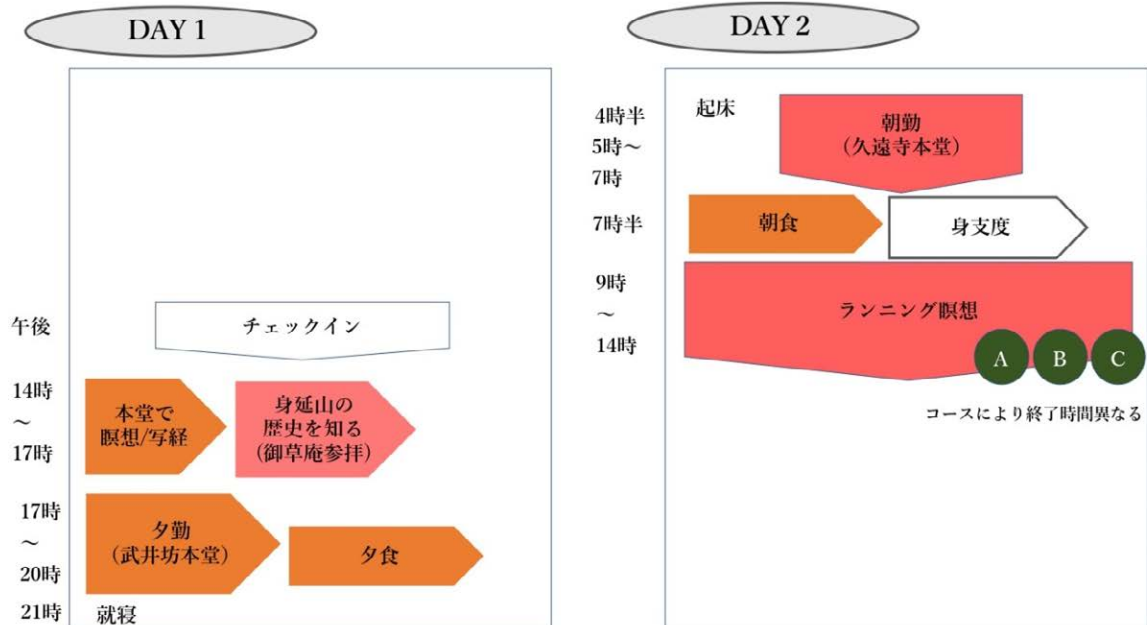 DAY 1
午後
チェックイン
14時
~
17時
本堂で
瞑想/写経
身延山の
歴史を知る
(御草庵参拝)
17時
~
20時
夕勤
(武井坊本堂)
夕食
21時
就寝
DAY 2
4時半
起床
5時~
7時
朝勤
(久遠寺本堂)
7時半
朝食
身支度
9時
~
14時
ランニング瞑想
A
B
C
コースにより終了時間異なる